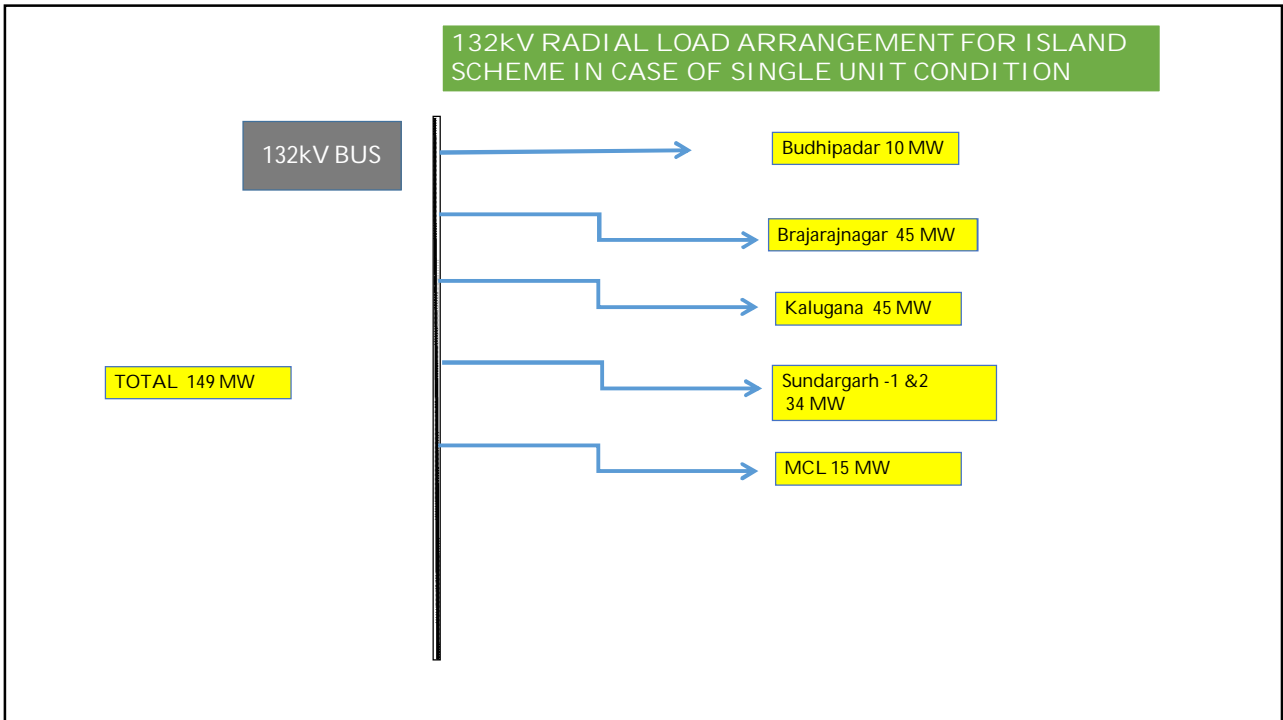 132kV RADIAL LOAD ARRANGEMENT FOR ISLAND
SCHEME IN CASE OF SINGLE UNIT CONDITION
132kV BUS
Budhipadar 10 MW
Brajarajnagar 45 MW
Kalugana 45 MW
TOTAL 149 MW
Sundargarh -1 &2
34 MW
MCL 15 MW